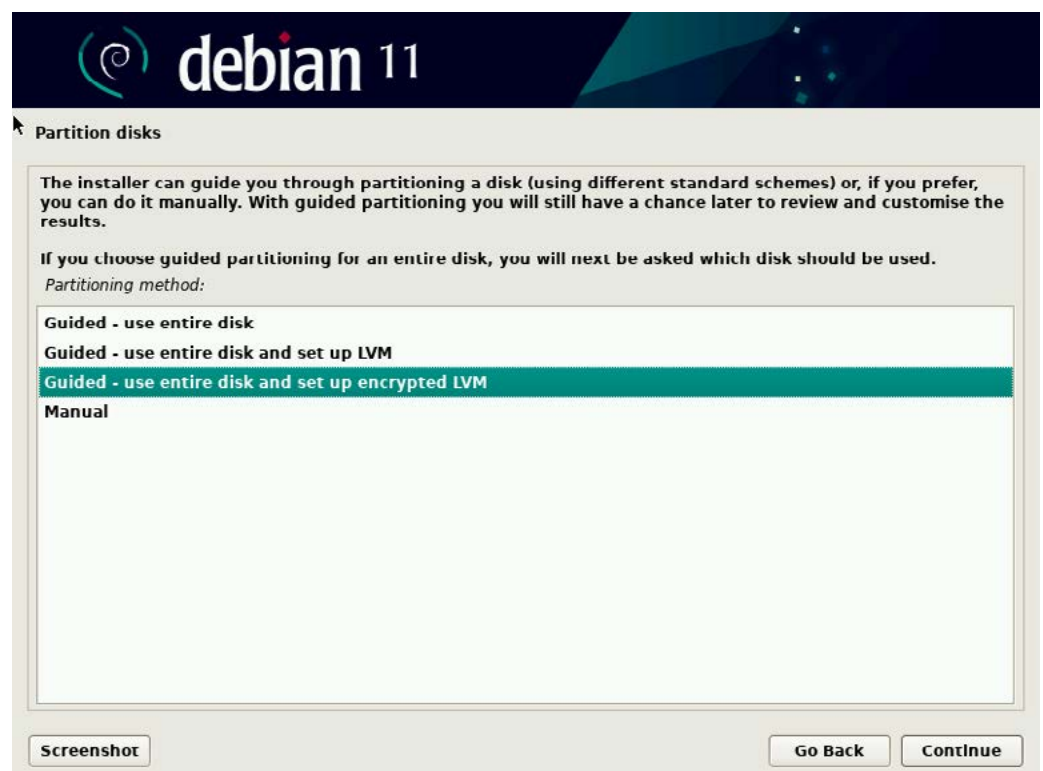 debian 11
Partition disks
The installer can guide you through partitioning a disk (using different standard schemes) or, if you prefer,
you can do it manually. With guided partitioning you will still have a chance later to review and customise the
results.
If you choose guided partitioning for an entire disk, you will next be asked which disk should be used.
Partitioning method:
Guided - use entire disk
Guided - use entire disk and set up LVM
Guided - use entire disk and set up encrypted LVM
Manual
Screenshot
Go Back
Continue